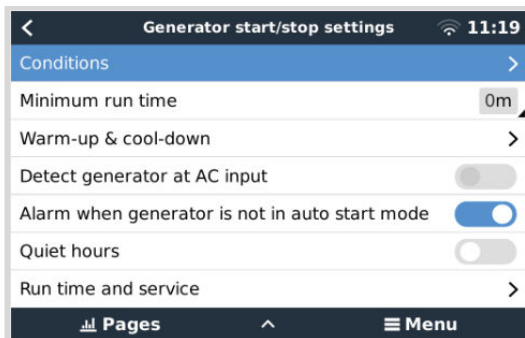 Generator start/stop settings 11:19
Conditions
Minimum run time 0m
Warm-up & cool-down
Detect generator at AC input
Alarm when generator is not in auto start mode
Quiet hours
Run time and service
Pages Menu